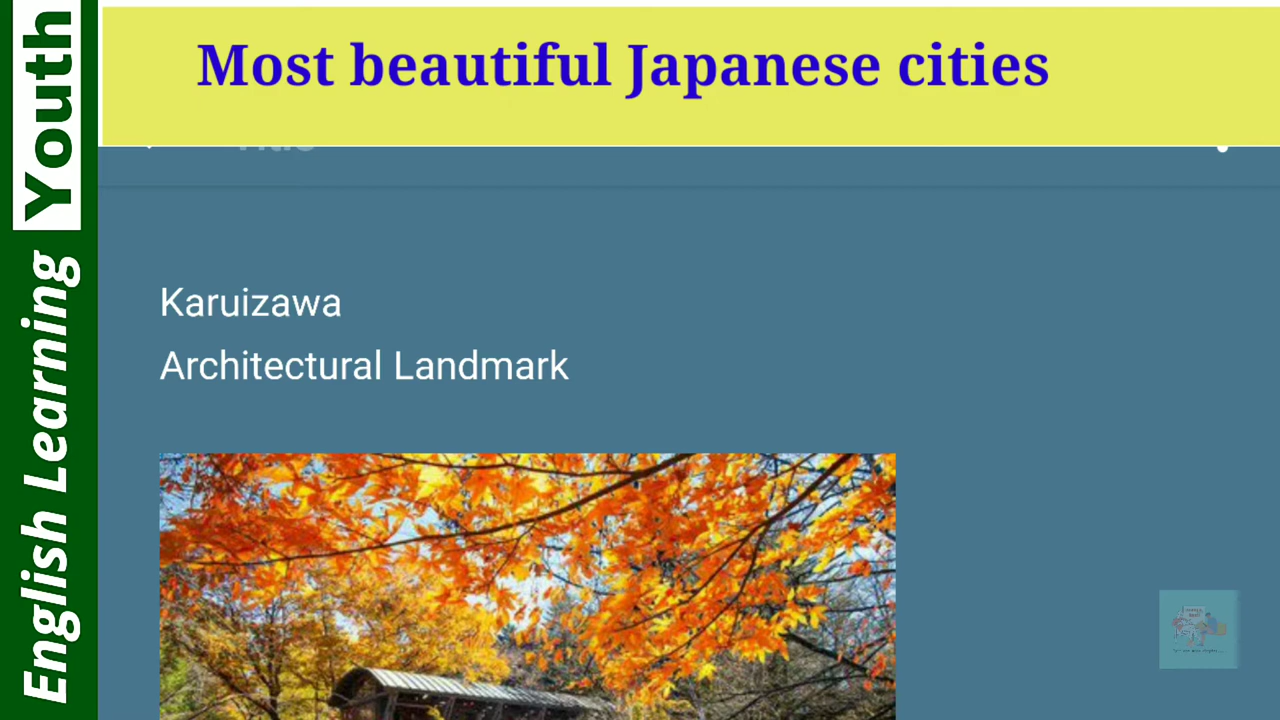 Most beautiful Japanese cities
English Learning Youth
Karuizawa
Architectural Landmark